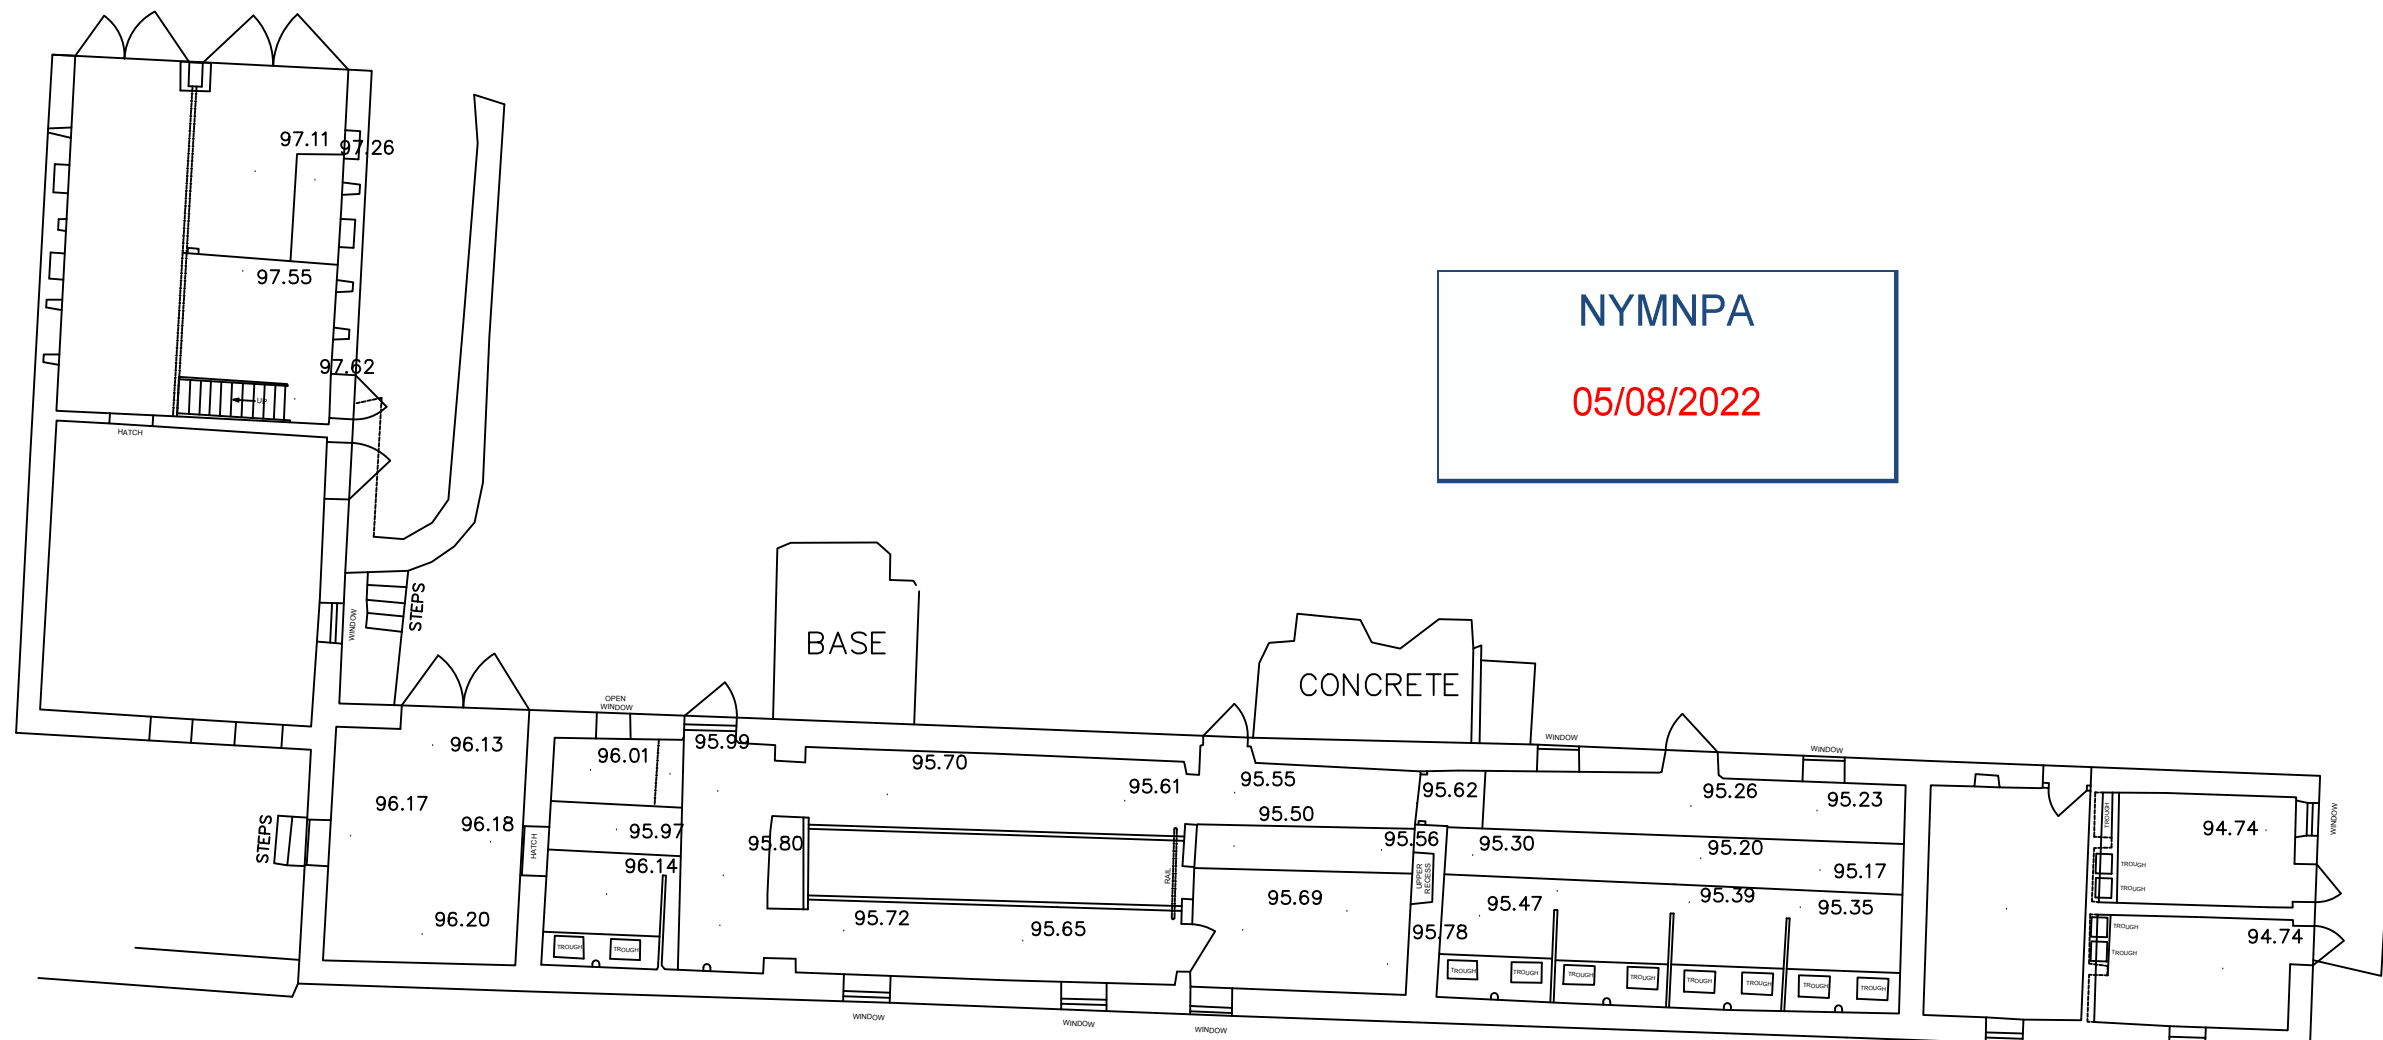 97.11
97.26
NYMNPA
97.55
97.62
05/08/2022
UP
HATCH
STEPS
WINDOW
BASE
CONCRETE
OPEN
WINDOW
WINDOW
WINDOW
96.13
95.99
96.01
95.70
95.61
95.55
95.62
95.26
95.23
96.17
96.18
95.97
95.50
95.56
95.30
95.20
95.17
STEPS
HATCH
95.80
96.14
RAIL
UPPER
RECESS
TROUGH
94.74
WINDOW
TROUGH
TROUGH
96.20
95.72
95.65
95.69
95.78
95.47
95.39
95.35
TROUGH
TROUGH
94.74
TROUGH
TROUGH
TROUGH
TROUGH
TROUGH
TROUGH
TROUGH
TROUGH
TROUGH
TROUGH
WINDOW
WINDOW
WINDOW